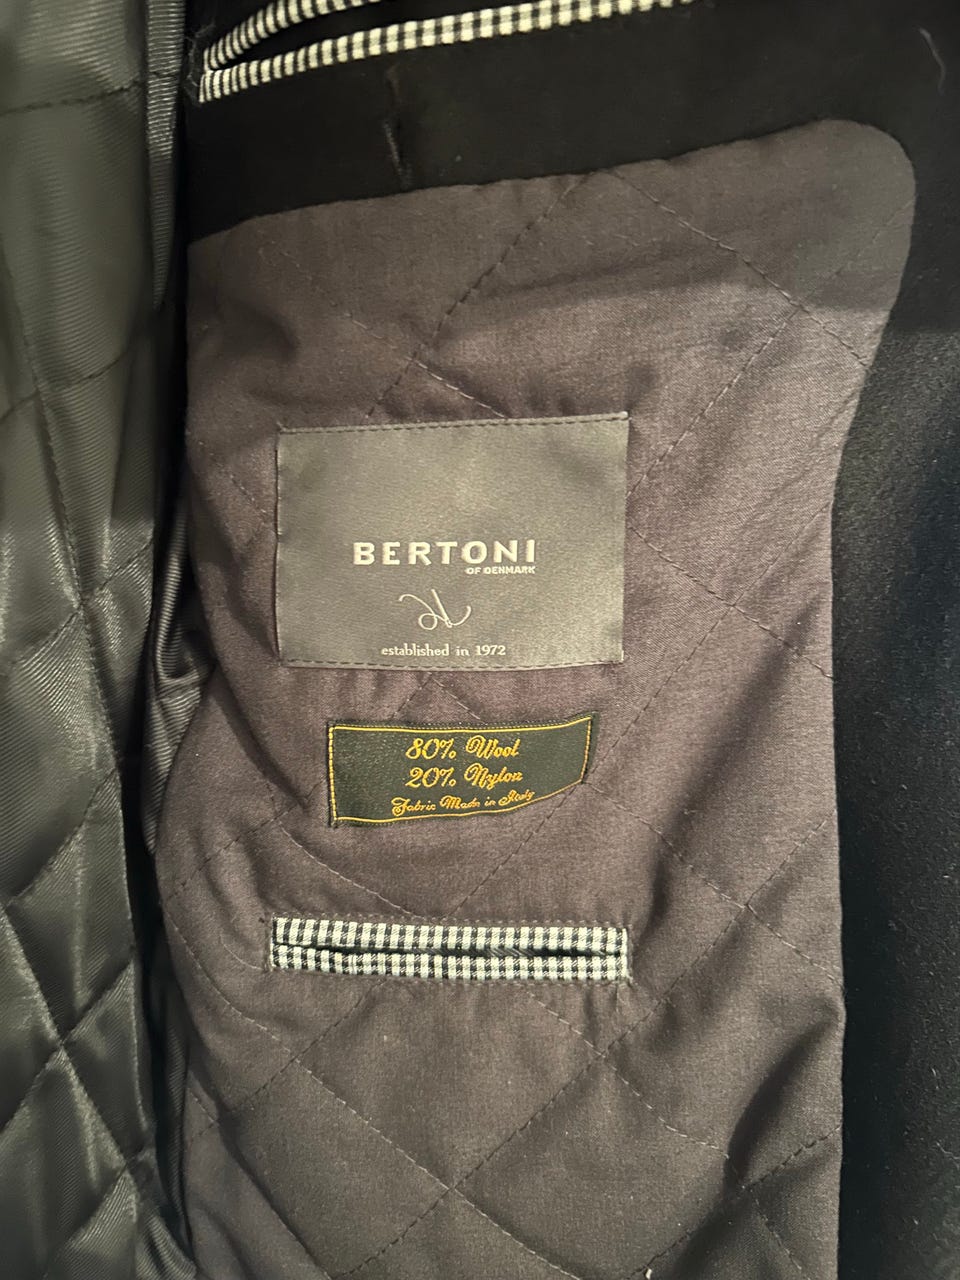 BERTONI
OF DENMARK
established in 1972
80% Wool
20% Nylon
Fabric Made in Italy